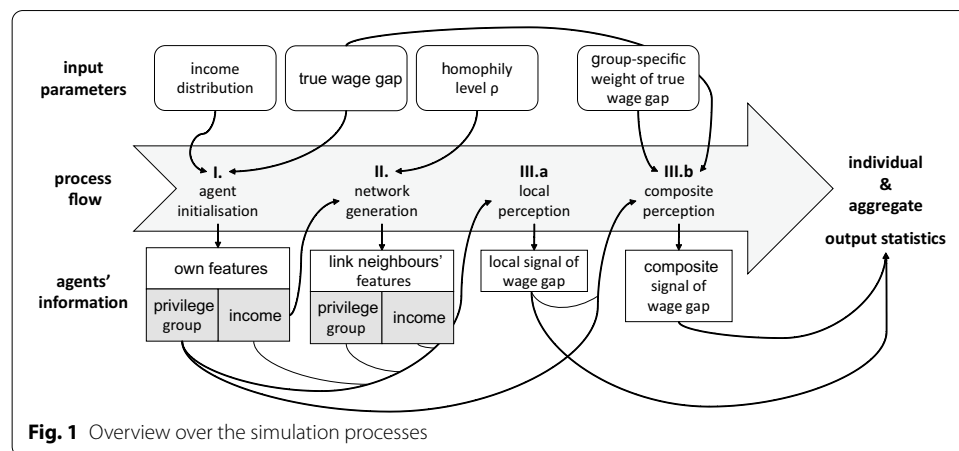 input
parameters
income
distribution
true wage gap
homophily
level ρ
group-specific
weight of true
wage gap
process
flow
I.
agent
initialisation
II.
network
generation
III.a
local
perception
III.b
composite
perception
individual
&
aggregate
output statistics
agents'
information
own features
privilege
group
income
link neighbours'
features
privilege
group
income
local signal of
wage gap
composite
signal of
wage gap
Fig. 1 Overview over the simulation processes